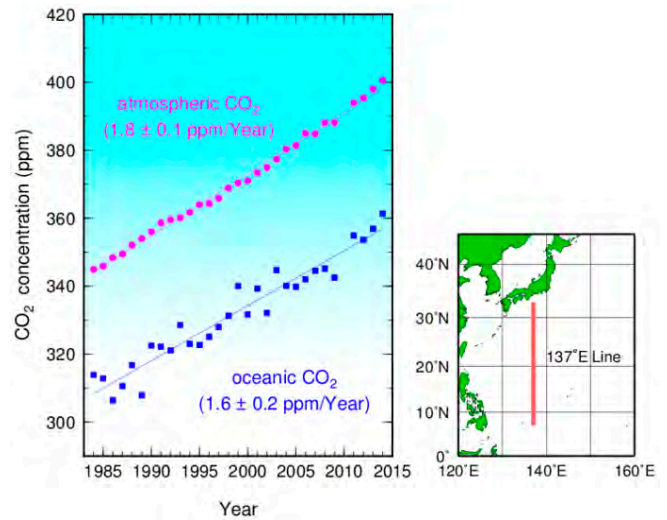 420
400
380
360
340
320
300
CO₂ concentration (ppm)
atmospheric CO₂
(1.8 ± 0.1 ppm/Year)
oceanic CO₂
(1.6 ± 0.2 ppm/Year)
1985 1990 1995 2000 2005 2010 2015
Year
40°N
30°N
20°N
10°N
0°
137°E Line
120°E 140°E 160°E